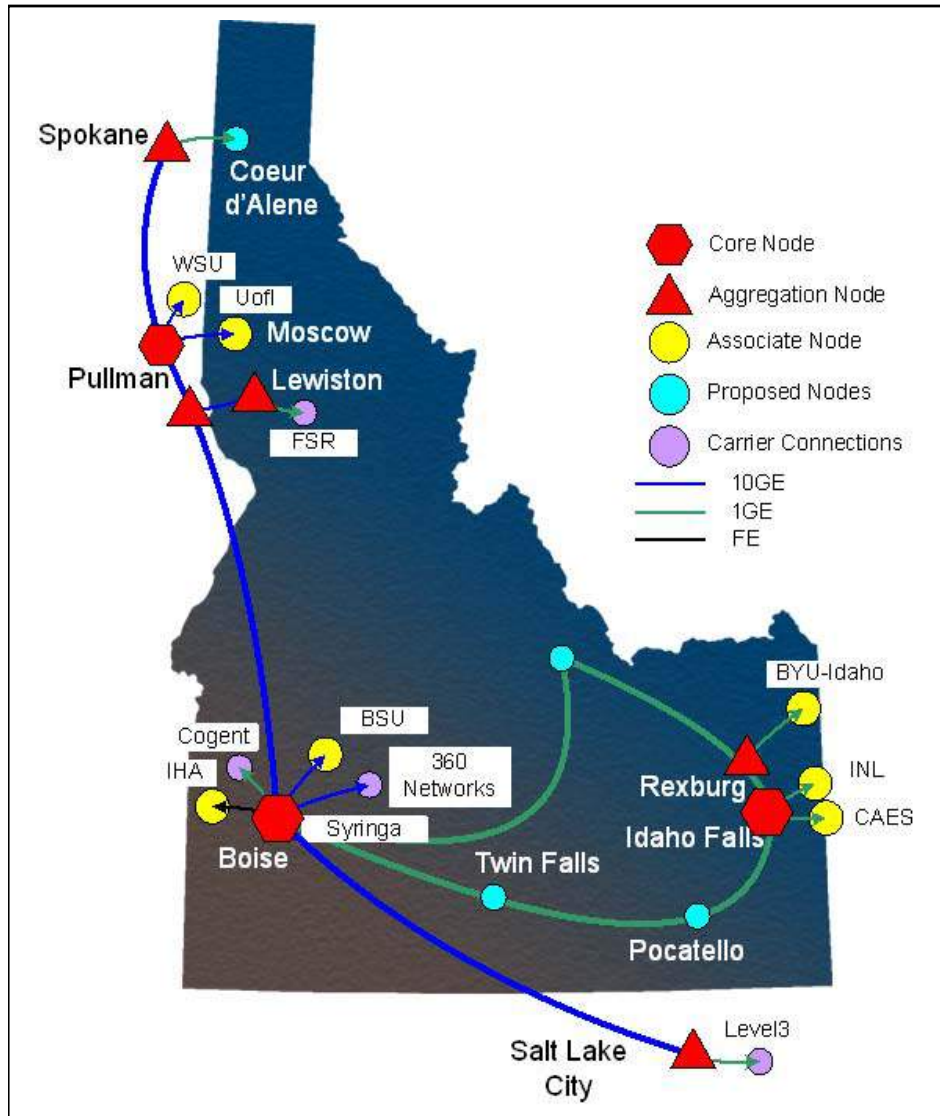 Spokane
Coeur
d'Alene
WSU
UofI
Moscow
Pullman
Lewiston
FSR
Core Node
Aggregation Node
Associate Node
Proposed Nodes
Carrier Connections
10GE
1GE
FE
BYU-Idaho
BSU
Cogent
360
Networks
IHA
INL
Rexburg
Syringa
CAES
Idaho Falls
Boise
Twin Falls
Pocatello
Level3
Salt Lake
City